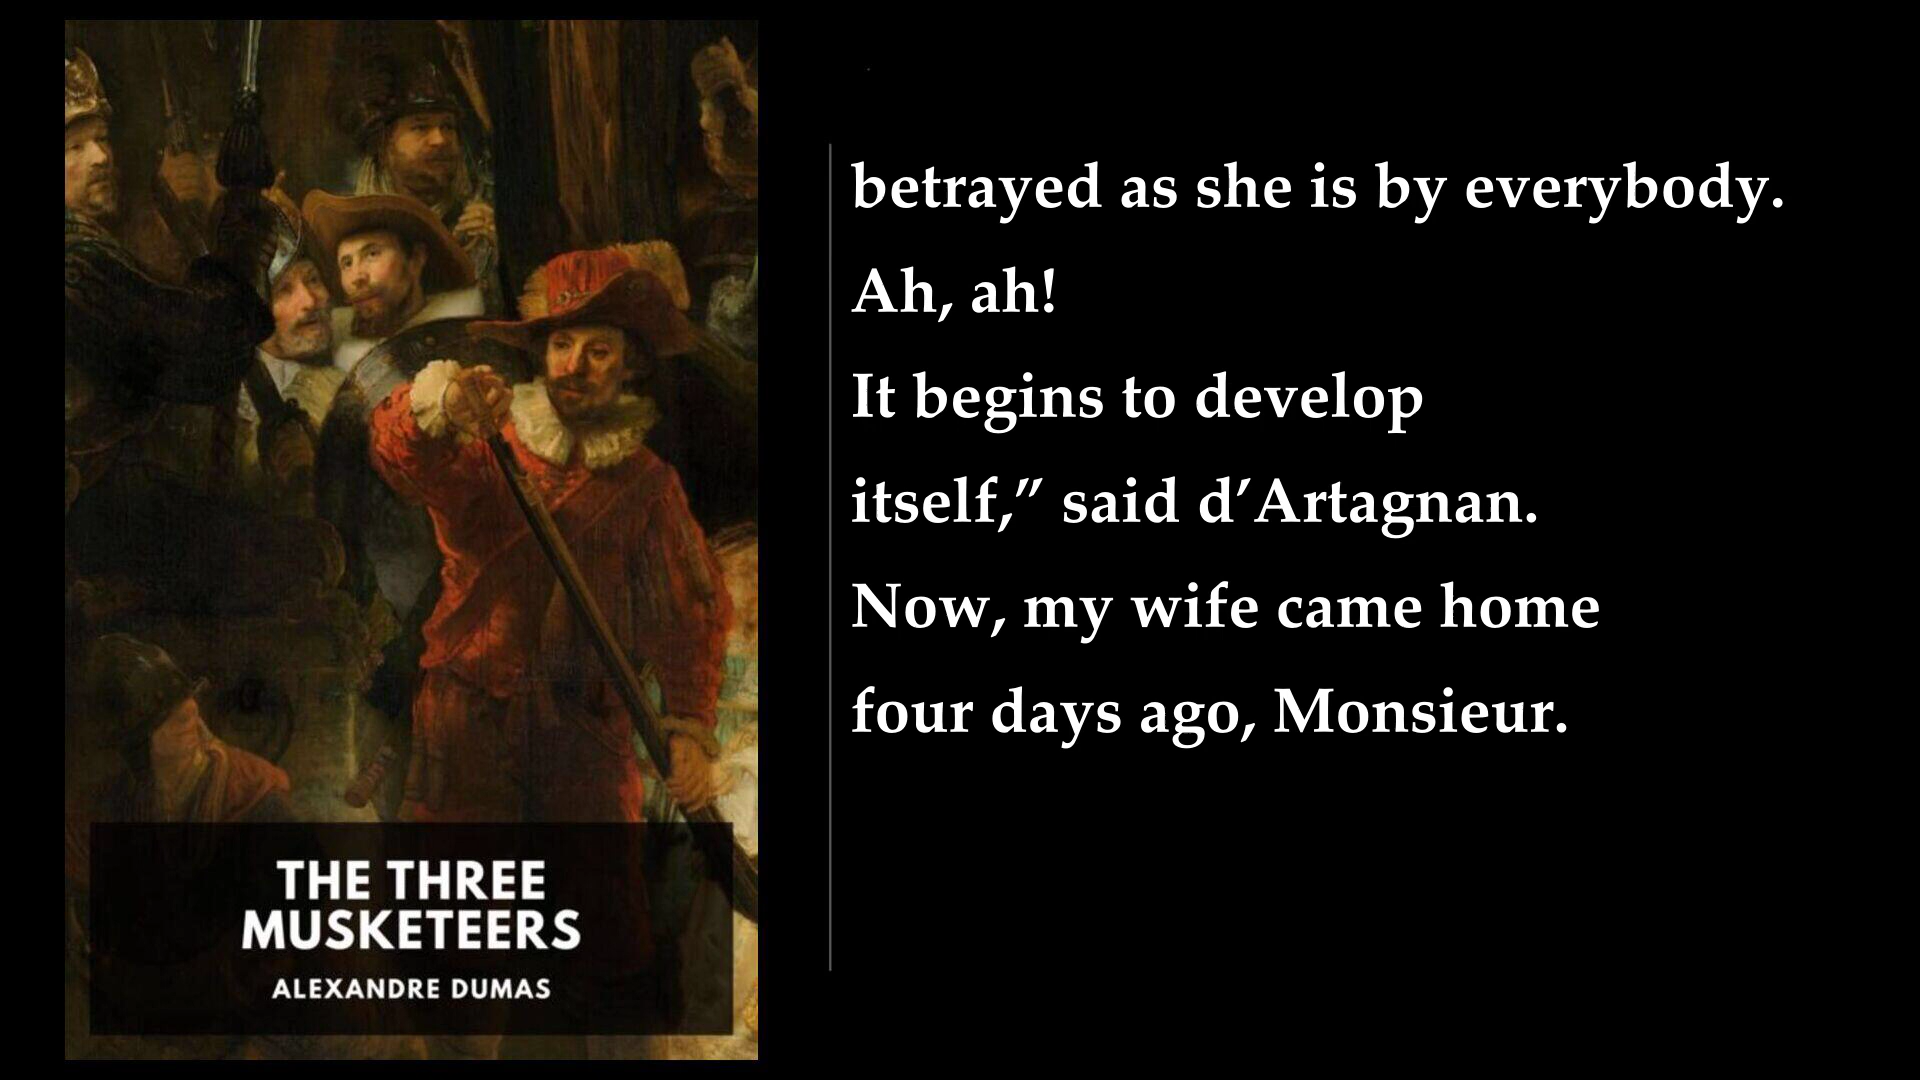 betrayed as she is by everybody.
Ah, ah!
It begins to develop
itself,” said d’Artagnan.
Now, my wife came home
four days ago, Monsieur.
THE THREE
MUSKETEERS
ALEXANDRE DUMAS